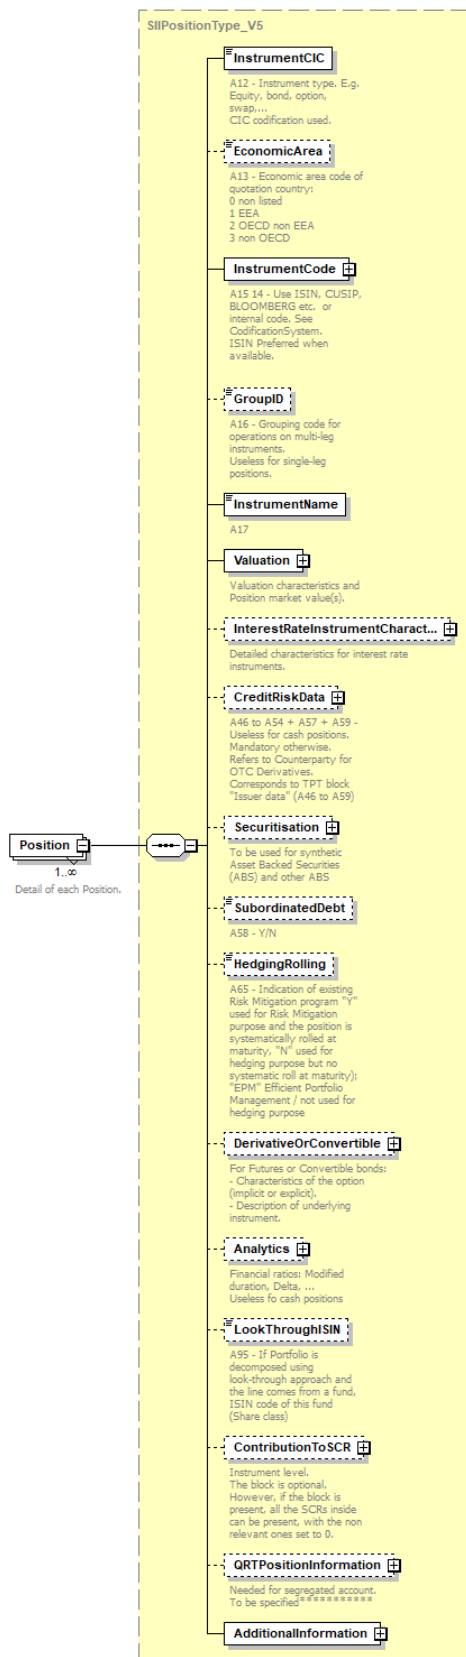 SIIPositionType_V5
InstrumentCIC
A12 - Instrument type. E.g.
Equity, bond, option,
swap,...
CIC codification used.
EconomicArea
A13 - Economic area code of
quotation country:
0 non listed
1 EEA
2 OECD non EEA
3 non OECD
InstrumentCode
A15 14 - Use ISIN, CUSIP,
BLOOMBERG etc. or
internal code. See
CodificationSystem.
ISIN Preferred when
available.
GroupID
A16 - Grouping code for
operations on multi-leg
instruments.
Useless for single-leg
positions.
InstrumentName
A17
Valuation
Valuation characteristics and
Position market value(s).
InterestRateInstrumentCharact...
Detailed characteristics for interest rate
instruments.
CreditRiskData
A46 to A54 + A57 + A59 -
Useless for cash positions.
Mandatory otherwise.
Refers to Counterparty for
OTC Derivatives.
Corresponds to TPT block
"Issuer data" (A46 to A59)
Position
1..∞
Detail of each Position.
Securitisation
To be used for synthetic
Asset Backed Securities
(ABS) and other ABS
SubordinatedDebt
A58 - Y/N
HedgingRolling
A65 - Indication of existing
Risk Mitigation program "Y"
used for Risk Mitigation
purpose and the position is
systematically rolled at
maturity, "N" used for
hedging purpose but no
systematic roll at maturity);
"EPM" Efficient Portfolio
Management / not used for
hedging purpose
DerivativeOrConvertible
For Futures or Convertible bonds:
- Characteristics of the option
(implicit or explicit).
- Description of underlying
instrument.
Analytics
Financial ratios: Modified
duration, Delta, ...
Useless fo cash positions
LookThroughISIN
A95 - If Portfolio is
decomposed using
look-through approach and
the line comes from a fund,
ISIN code of this fund
(Share class)
ContributionToSCR
Instrument level.
The block is optional.
However, if the block is
present, all the SCRs inside
can be present, with the non
relevant ones set to 0.
QRTPositionInformation
Needed for segregated account.
To be specified***********
AdditionalInformation